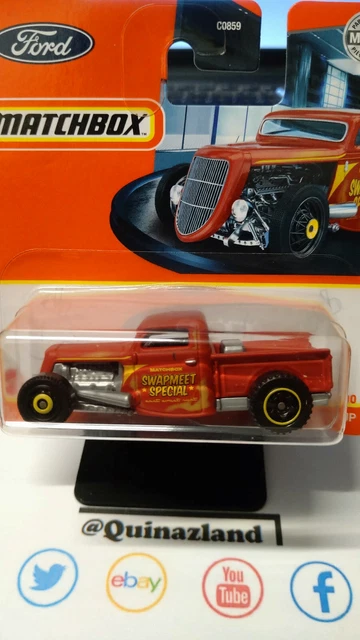 Ford
C0859
MATCHBOX
MATCHBOX
SWAPMEET
SPECIAL
@Quinazland
ebay
You
Tube
f